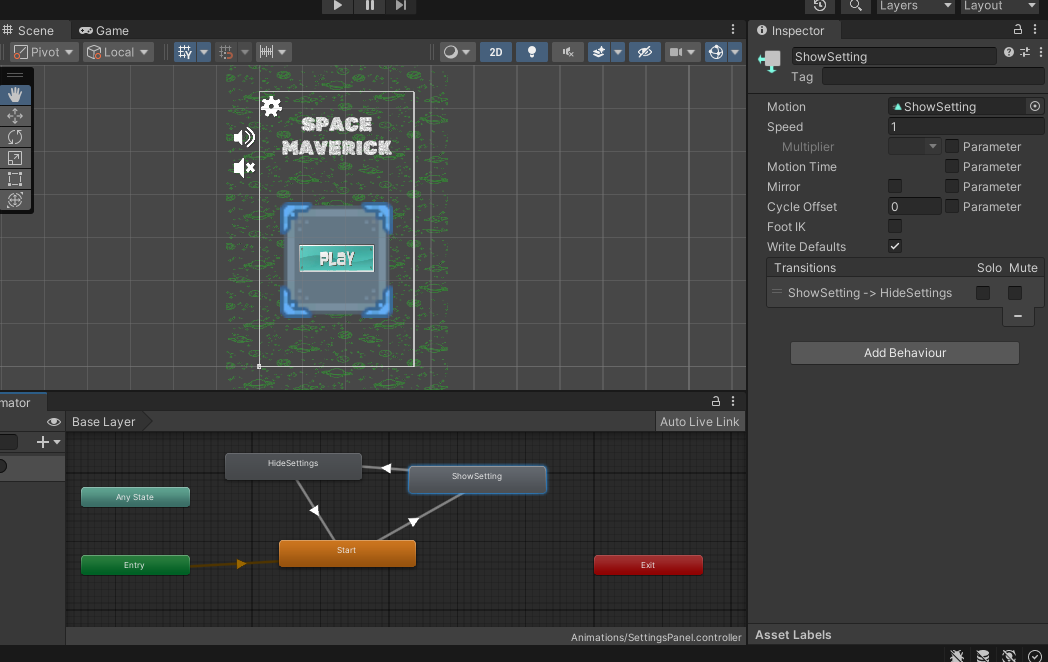 Layers
Layout
Scene
Game
Inspector
Pivot
Local
2D
ShowSetting
Tag
Motion
ShowSetting
Speed
1
Multiplier
Parameter
Motion Time
Parameter
Mirror
Parameter
Cycle Offset
0
Parameter
Foot IK
Write Defaults
Transitions
Solo
Mute
ShowSetting -> HideSettings
Add Behaviour
SPACE
MAVERICK
PLAY
mator
Base Layer
Auto Live Link
HideSettings
ShowSetting
Any State
Start
Entry
Exit
Animations/SettingsPanel.controller
Asset Labels